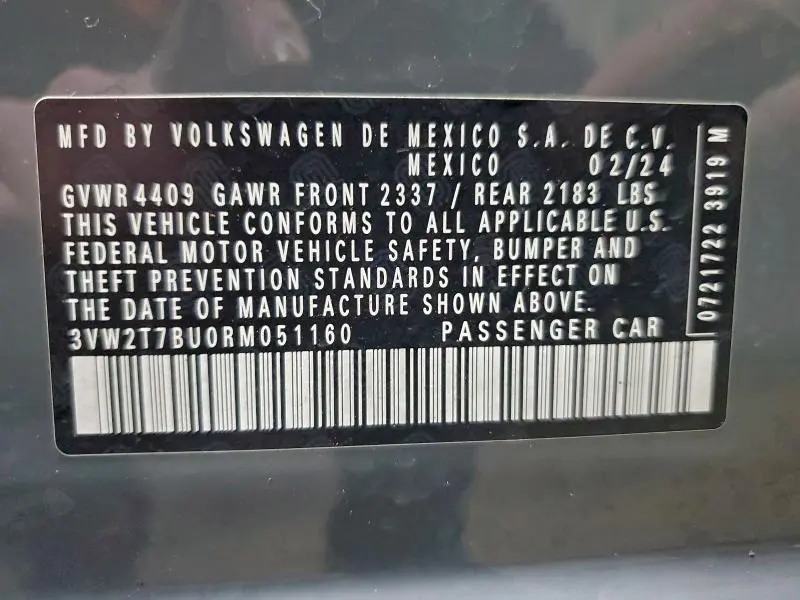 MFD BY VOLKSWAGEN DE MEXICO S.A. DE C.V.
MEXICO 02/24
GVWR4409 GAWR FRONT 2337 / REAR 2183 LBS
THIS VEHICLE CONFORMS TO ALL APPLICABLE U.S.
FEDERAL MOTOR VEHICLE SAFETY, BUMPER AND
THEFT PREVENTION STANDARDS IN EFFECT ON
THE DATE OF MANUFACTURE SHOWN ABOVE.
3VW2T7BU0RM051160 PASSENGER CAR
0721722 3919 M